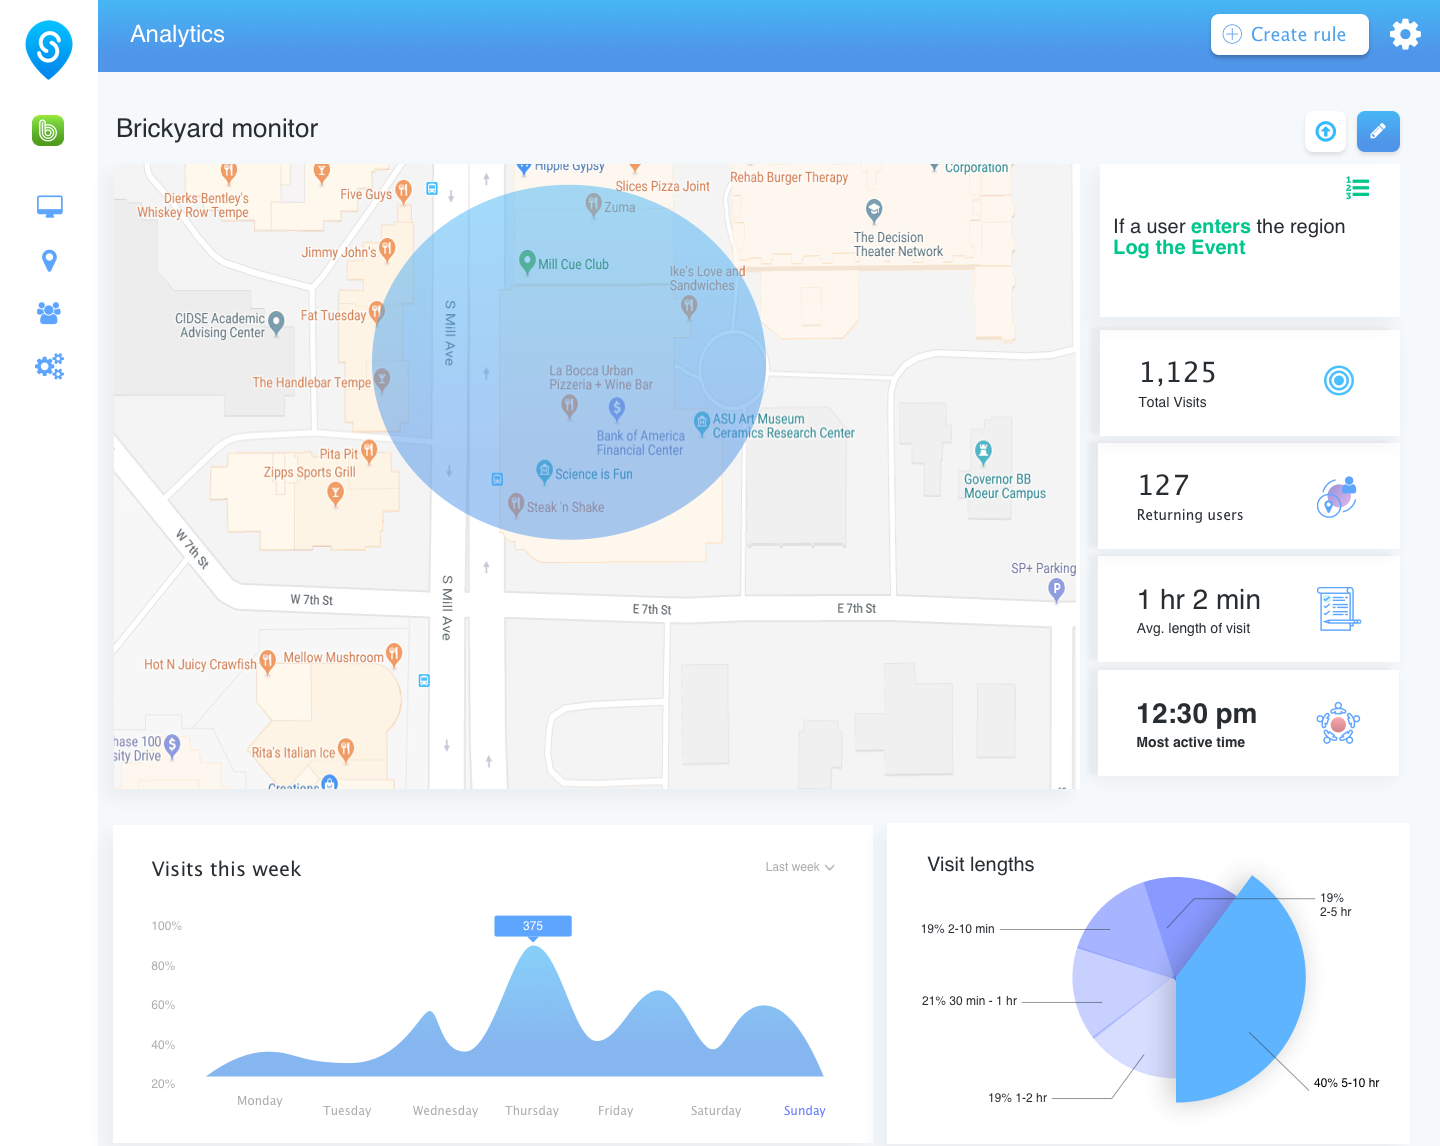 Analytics
Create rule
Brickyard monitor
Hippie Gypsy
Corporation
Dierks Bentley's
Whiskey Row Tempe
Five Guys
Slices Pizza Joint
Rehab Burger Therapy
Zuma
The Decision
Theater Network
Jimmy John's
Mill Cue Club
Ike's Love and
Sandwiches
CIDSE Academic
Advising Center
Fat Tuesday
S Mill Ave
The Handlebar Tempe
La Bocca Urban
Pizzeria + Wine Bar
ASU Art Museum
Ceramics Research Center
Bank of America
Financial Center
Pita Pit
Zipps Sports Grill
Science is Fun
Governor BB
Moeur Campus
Steak 'n Shake
W 7th St
SP+ Parking
P
W 7th St
S Mill Ave
E 7th St
E 7th St
Hot N Juicy Crawfish
Mellow Mushroom
hase 100
sity Drive
Rita's Italian Ice
Creations
1
2
3
If a user enters the region
Log the Event
1,125
Total Visits
127
Returning users
1 hr 2 min
Avg. length of visit
12:30 pm
Most active time
Visits this week
Last week
100%
80%
60%
40%
20%
375
Monday
Tuesday
Wednesday
Thursday
Friday
Saturday
Sunday
Visit lengths
19%
2-5 hr
19% 2-10 min
21% 30 min - 1 hr
19% 1-2 hr
40% 5-10 hr